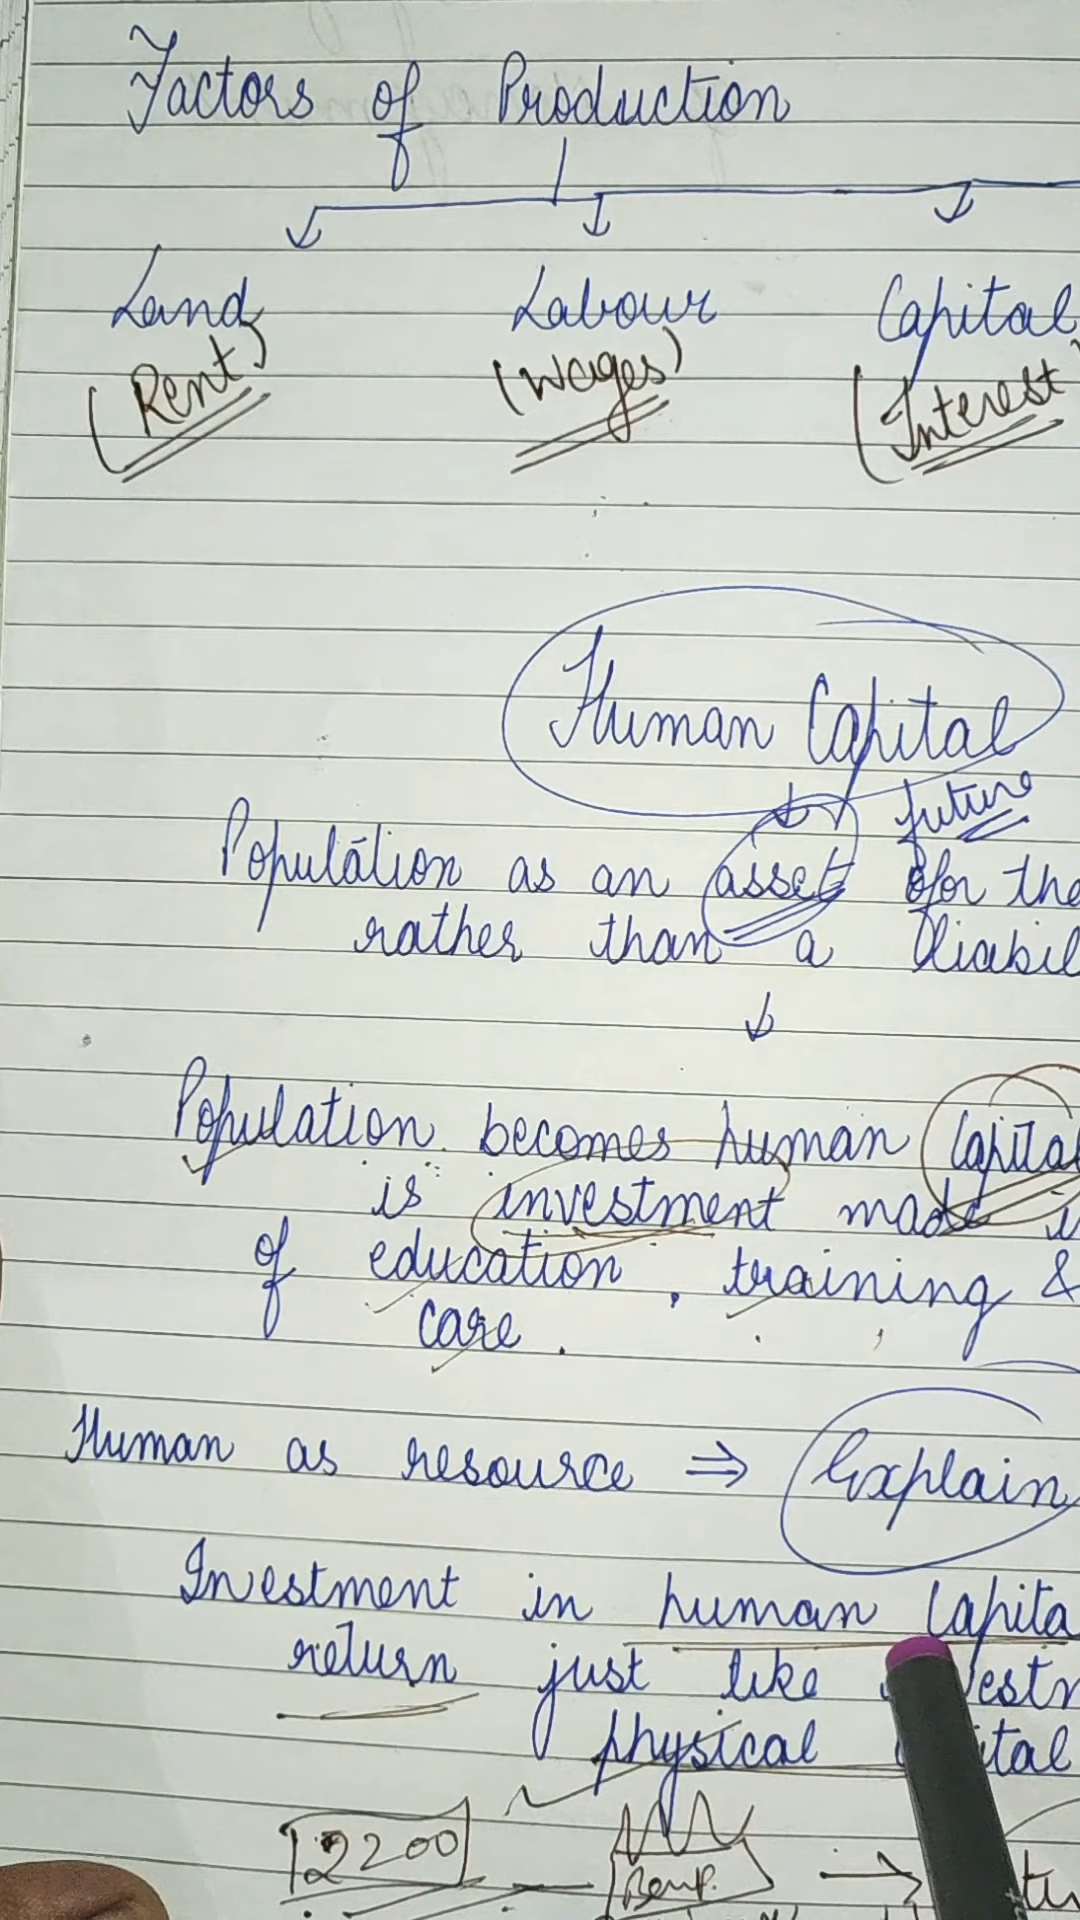 Factors of Production
Land Labour Capital
(Rent) (Wages) (Interest
Human Capital
future
Population as an asset for the
rather than a liabil
Population becomes human capital
is investment made i
of education, training &
care.
Human as resource ⇒ Explain
Investment in human Capita
return just like
physical